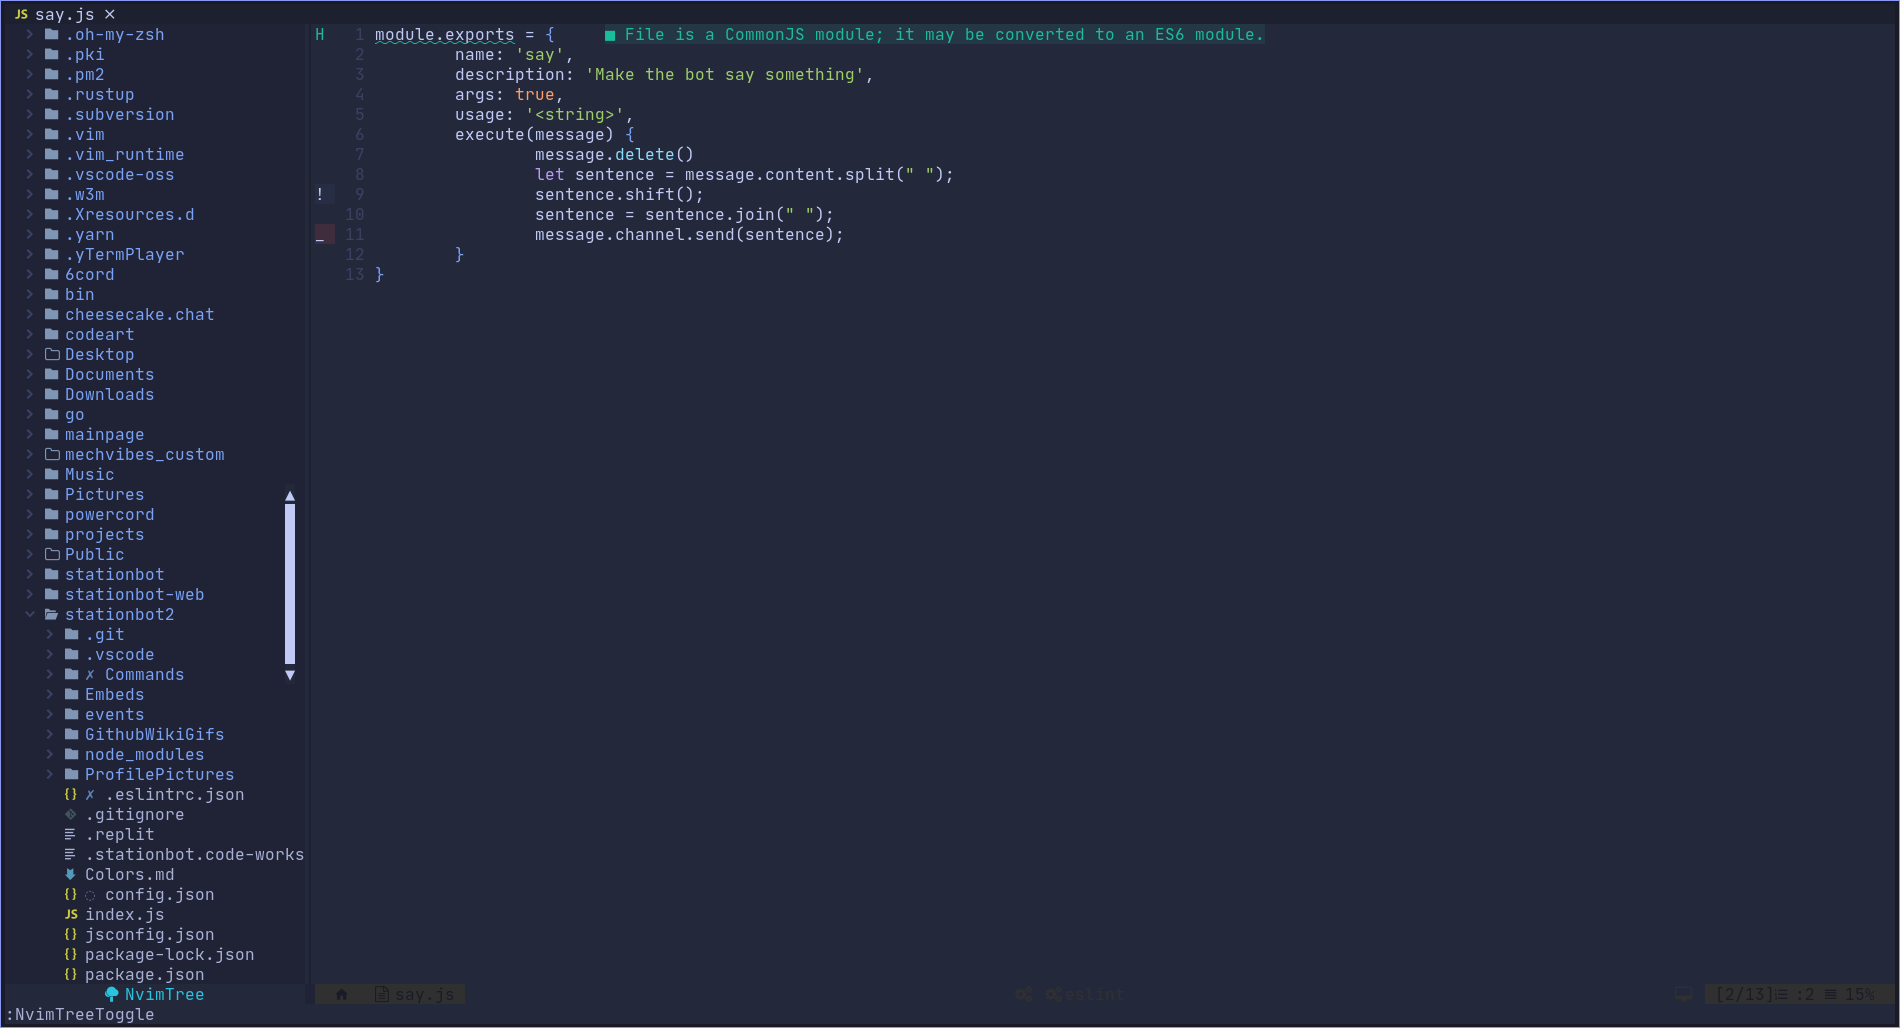 JS say.js ×
.oh-my-zsh
.pki
.pm2
.rustup
.subversion
.vim
.vim_runtime
.vscode-oss
.w3m
.Xresources.d
.yarn
.yTermPlayer
6cord
bin
cheesecake.chat
codeart
Desktop
Documents
Downloads
go
mainpage
mechvibes_custom
Music
Pictures
powercord
projects
Public
stationbot
stationbot-web
stationbot2
.git
.vscode
✗ Commands
Embeds
events
GithubWikiGifs
node_modules
ProfilePictures
{} ✗ .eslintrc.json
.gitignore
.replit
.stationbot.code-works
Colors.md
{} ◌ config.json
JS index.js
{} jsconfig.json
{} package-lock.json
{} package.json
H 1 module.exports = { ■ File is a CommonJS module; it may be converted to an ES6 module.
2 name: 'say',
3 description: 'Make the bot say something',
4 args: true,
5 usage: '<string>',
6 execute(message) {
7 message.delete()
8 let sentence = message.content.split(" ");
! 9 sentence.shift();
10 sentence = sentence.join(" ");
_ 11 message.channel.send(sentence);
12 }
13 }
NvimTree say.js eslint [2/13] :2 15%
:NvimTreeToggle